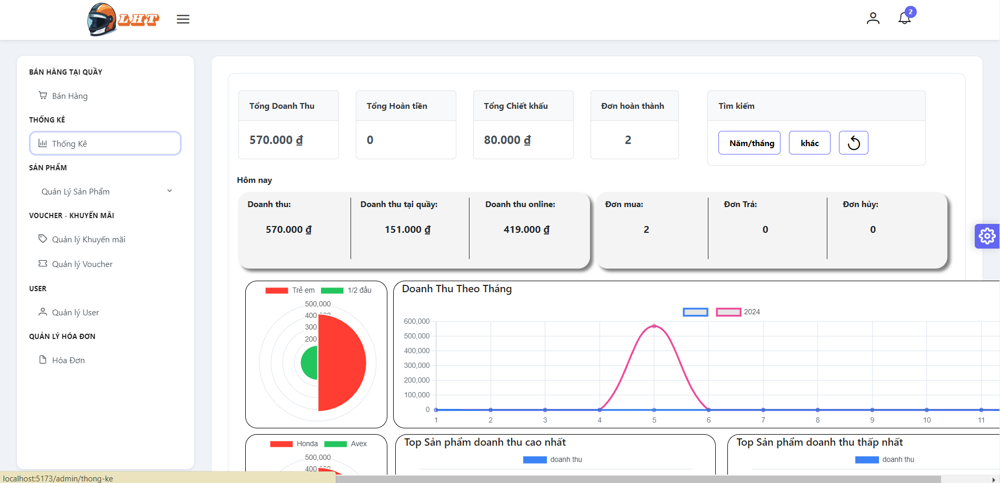 LHT
2
BÁN HÀNG TẠI QUẦY
Bán Hàng
THỐNG KÊ
Thống Kê
SẢN PHẨM
Quản Lý Sản Phẩm
VOUCHER - KHUYẾN MÃI
Quản lý Khuyến mãi
Quản lý Voucher
USER
Quản lý User
QUẢN LÝ HÓA ĐƠN
Hóa Đơn
Tổng Doanh Thu
570.000 ₫
Tổng Hoàn tiền
0
Tổng Chiết khấu
80.000 ₫
Đơn hoàn thành
2
Tìm kiếm
Năm/tháng khác
Hôm nay
Doanh thu:
570.000 ₫
Doanh thu tại quầy:
151.000 ₫
Doanh thu online:
419.000 ₫
Đơn mua:
2
Đơn Trả:
0
Đơn hủy:
0
Trẻ em 1/2 đầu
500,000
400
300
200
Doanh Thu Theo Tháng
2024
600,000
500,000
400,000
300,000
200,000
100,000
0
1 2 3 4 5 6 7 8 9 10 11
Honda Avex
500,000
400
Top Sản phẩm doanh thu cao nhất
doanh thu
Top Sản phẩm doanh thu thấp nhất
doanh thu
localhost:5173/admin/thong-ke